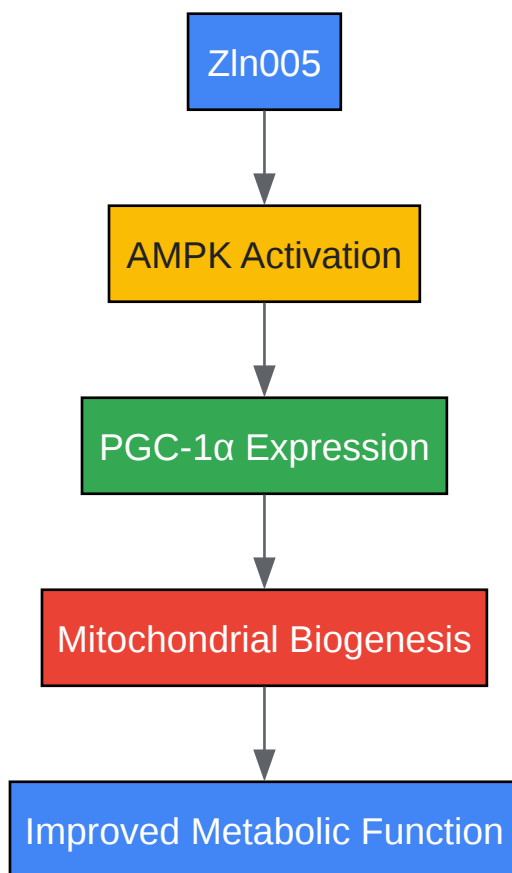 Zln005
AMPK Activation
PGC-1α Expression
Mitochondrial Biogenesis
Improved Metabolic Function